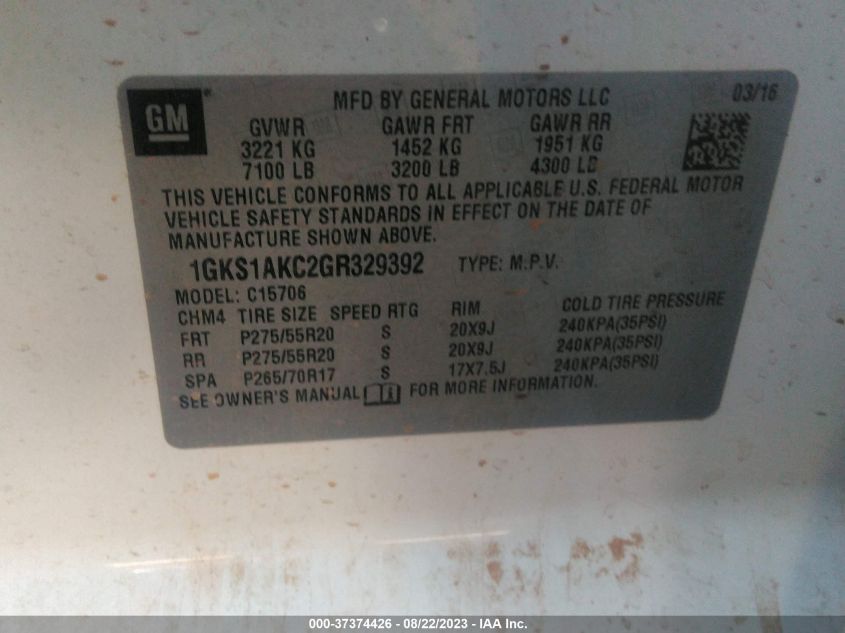 GM
MFD BY GENERAL MOTORS LLC 03/16
GVWR GAWR FRT GAWR RR
3221 KG 1452 KG 1951 KG
7100 LB 3200 LB 4300 LB
THIS VEHICLE CONFORMS TO ALL APPLICABLE U.S. FEDERAL MOTOR
VEHICLE SAFETY STANDARDS IN EFFECT ON THE DATE OF
MANUFACTURE SHOWN ABOVE.
1GKS1AKC2GR329392 TYPE: M.P.V.
MODEL: C15706
CHM4 TIRE SIZE SPEED RTG RIM COLD TIRE PRESSURE
FRT P275/55R20 S 20X9J 240KPA(35PSI)
RR P275/55R20 S 20X9J 240KPA(35PSI)
SPA P265/70R17 S 17X7.5J 240KPA(35PSI)
SEE OWNER'S MANUAL FOR MORE INFORMATION.
000-37374426 - 08/22/2023 - IAA Inc.